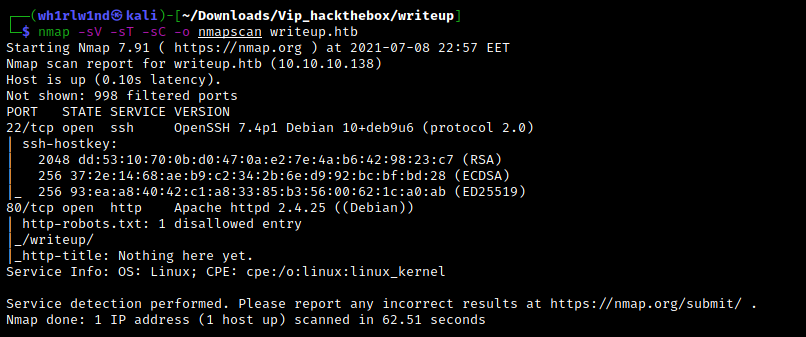 ┌──(wh1rlw1nd㉿kali)-[~/Downloads/Vip_hackthebox/writeup]
└─$ nmap -sV -sT -sC -o nmapscan writeup.htb
Starting Nmap 7.91 ( https://nmap.org ) at 2021-07-08 22:57 EET
Nmap scan report for writeup.htb (10.10.10.138)
Host is up (0.10s latency).
Not shown: 998 filtered ports
PORT   STATE SERVICE VERSION
22/tcp open  ssh     OpenSSH 7.4p1 Debian 10+deb9u6 (protocol 2.0)
| ssh-hostkey:
|   2048 dd:53:10:70:0b:d0:47:0a:e2:7e:4a:b6:42:98:23:c7 (RSA)
|   256 37:2e:14:68:ae:b9:c2:34:2b:6e:d9:92:bc:bf:bd:28 (ECDSA)
|_  256 93:ea:a8:40:42:c1:a8:33:85:b3:56:00:62:1c:a0:ab (ED25519)
80/tcp open  http    Apache httpd 2.4.25 ((Debian))
| http-robots.txt: 1 disallowed entry
|_/writeup/
|_http-title: Nothing here yet.
Service Info: OS: Linux; CPE: cpe:/o:linux:linux_kernel

Service detection performed. Please report any incorrect results at https://nmap.org/submit/ .
Nmap done: 1 IP address (1 host up) scanned in 62.51 seconds